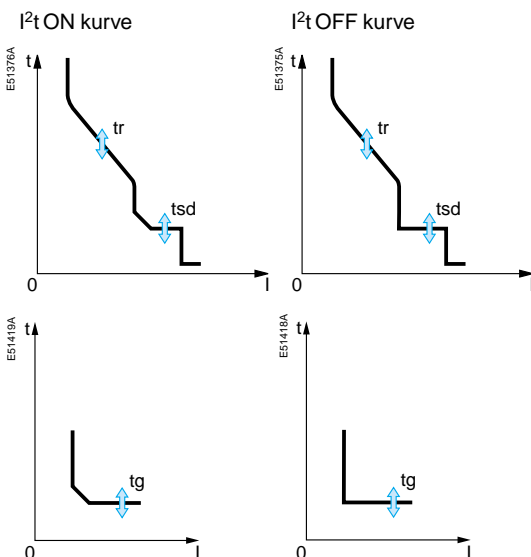 I²t ON kurve
I²t OFF kurve
E51376A
t
tr
tsd
0
I
E51375A
t
tr
tsd
0
I
E51419A
t
tg
0
I
E51418A
t
tg
0
I